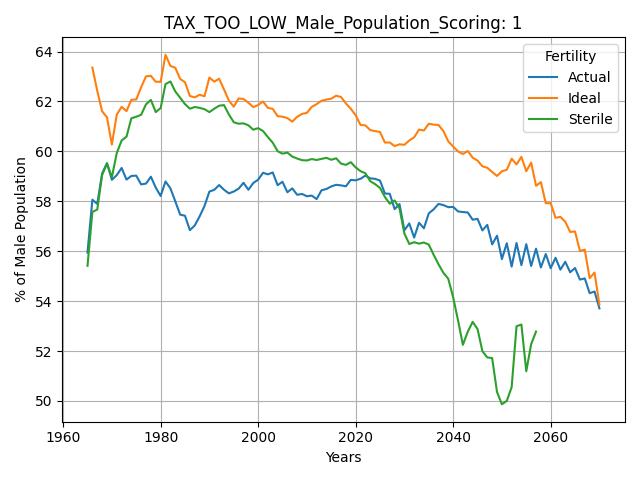 TAX_TOO_LOW_Male_Population_Scoring: 1
% of Male Population
64
62
60
58
56
54
52
50
1960
1980
2000
2020
2040
2060
Years
Fertility
Actual
Ideal
Sterile